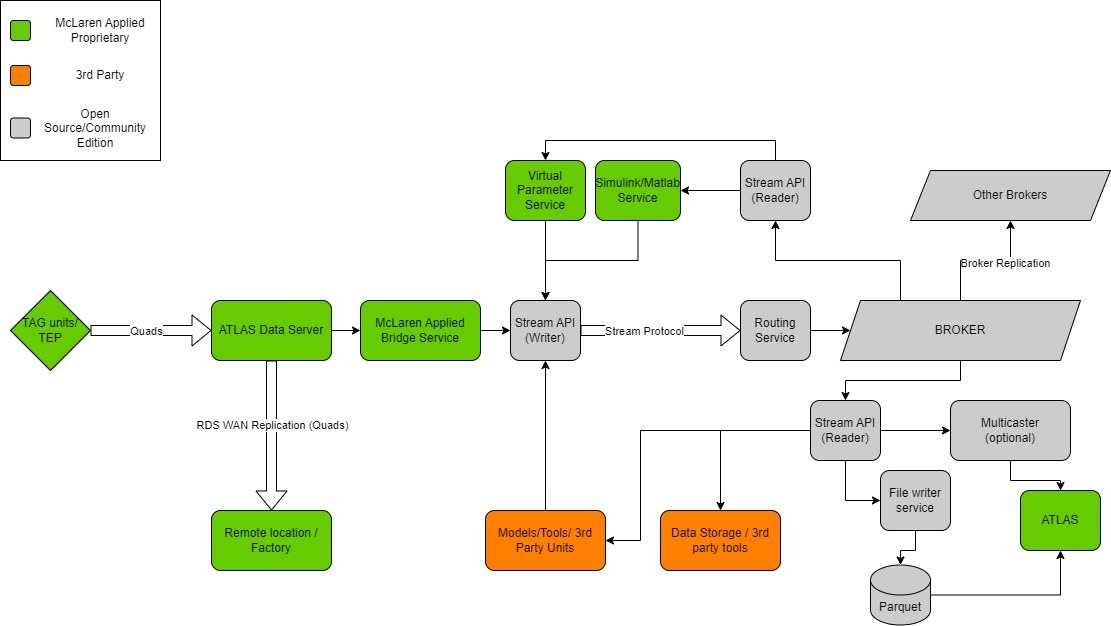 McLaren Applied
Proprietary
3rd Party
Open
Source/Community
Edition
Virtual
Parameter
Service
Simulink/Matlab
Service
Stream API
(Reader)
Other Brokers
Broker Replication
TAG units/
TEP
Quads
ATLAS Data Server
McLaren Applied
Bridge Service
Stream API
(Writer)
Stream Protocol
Routing
Service
BROKER
RDS WAN Replication (Quads)
Stream API
(Reader)
Multicaster
(optional)
File writer
service
ATLAS
Remote location /
Factory
Models/Tools/ 3rd
Party Units
Data Storage / 3rd
party tools
Parquet